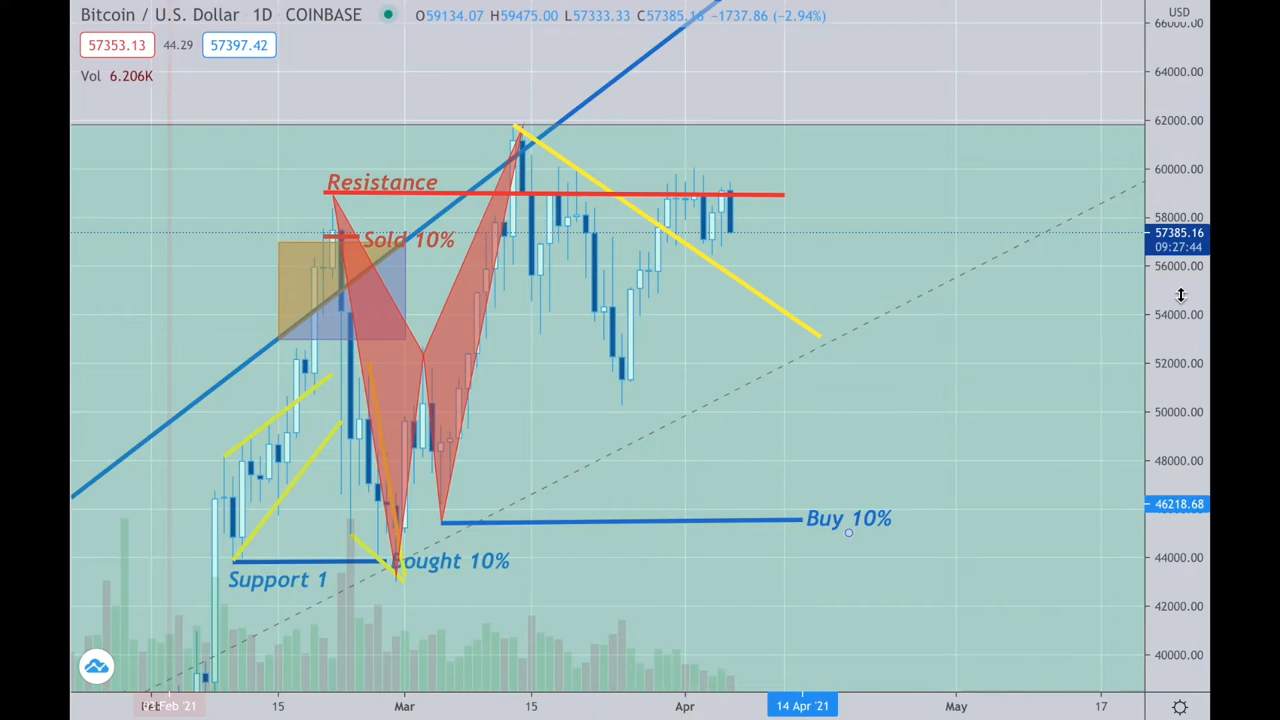 Bitcoin / U.S. Dollar 1D COINBASE O59134.07 H59475.00 L57333.33 C57385.16 −1737.86 (−2.94%)
USD
57353.13 44.29 57397.42
Vol 6.206K
66000.00
64000.00
62000.00
60000.00
58000.00
57385.16
09:27:44
56000.00
54000.00
52000.00
50000.00
48000.00
46218.68
44000.00
42000.00
40000.00
Resistance
Sold 10%
Buy 10%
Bought 10%
Support 1
Feb '21 15 Mar 15 Apr 14 Apr '21 May 17